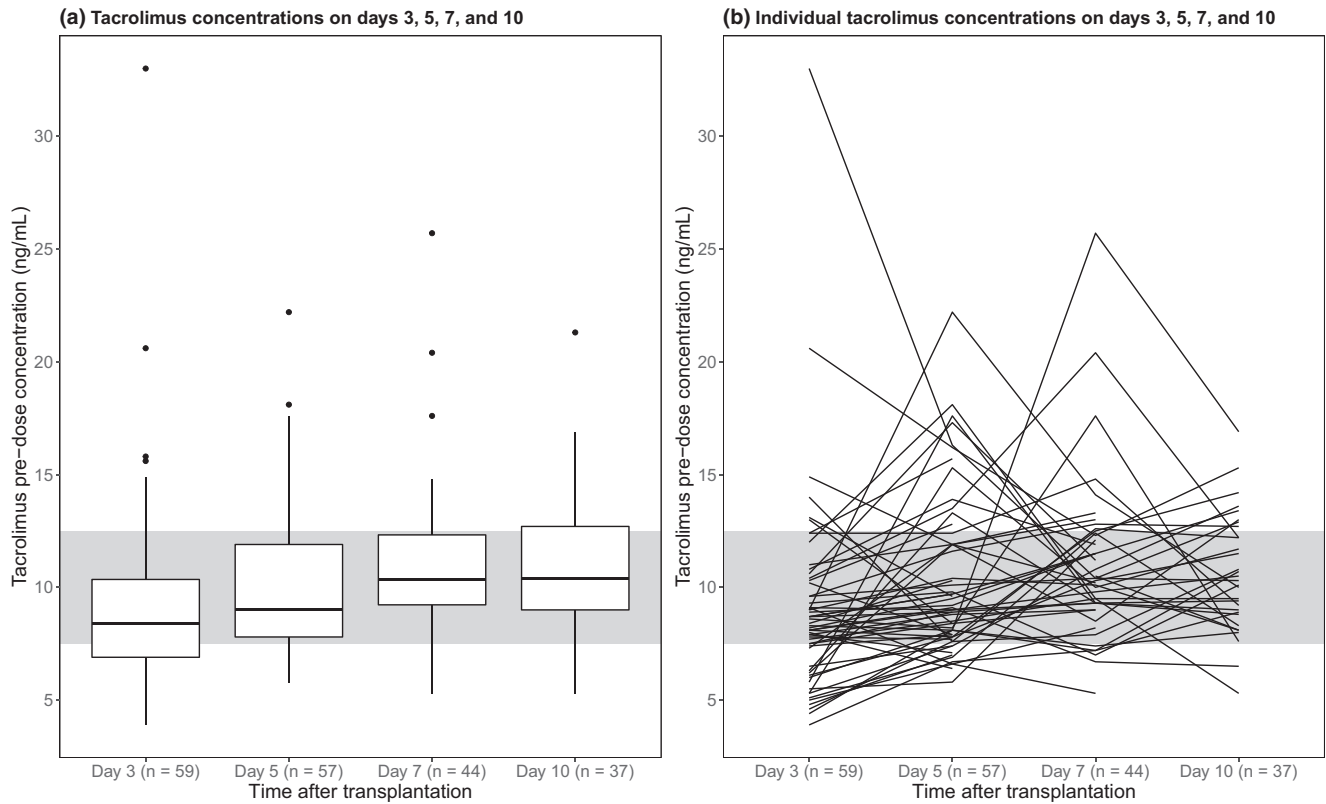 (a) Tacrolimus concentrations on days 3, 5, 7, and 10
Tacrolimus pre-dose concentration (ng/mL)
30
25
20
15
10
5
Day 3 (n = 59) Day 5 (n = 57) Day 7 (n = 44) Day 10 (n = 37)
Time after transplantation
(b) Individual tacrolimus concentrations on days 3, 5, 7, and 10
Tacrolimus pre-dose concentration (ng/mL)
30
25
20
15
10
5
Day 3 (n = 59) Day 5 (n = 57) Day 7 (n = 44) Day 10 (n = 37)
Time after transplantation